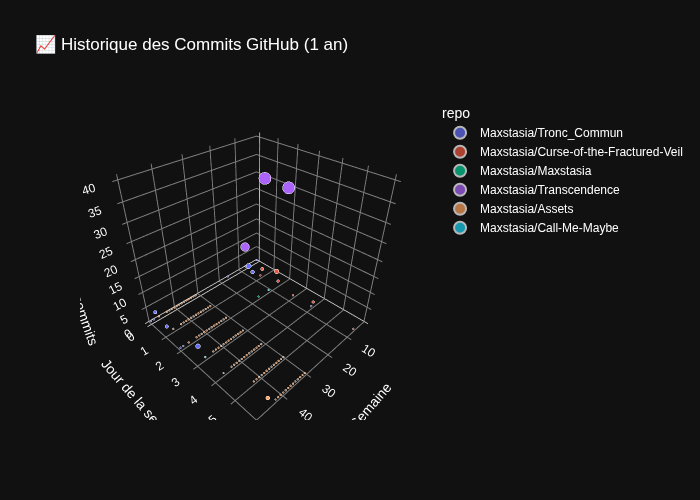 📈 Historique des Commits GitHub (1 an)
repo
Maxstasia/Tronc_Commun
Maxstasia/Curse-of-the-Fractured-Veil
Maxstasia/Maxstasia
Maxstasia/Transcendence
Maxstasia/Assets
Maxstasia/Call-Me-Maybe
40
35
30
25
20
15
10
5
0
0
1
2
3
4
5
Jour de la se
10
20
30
40